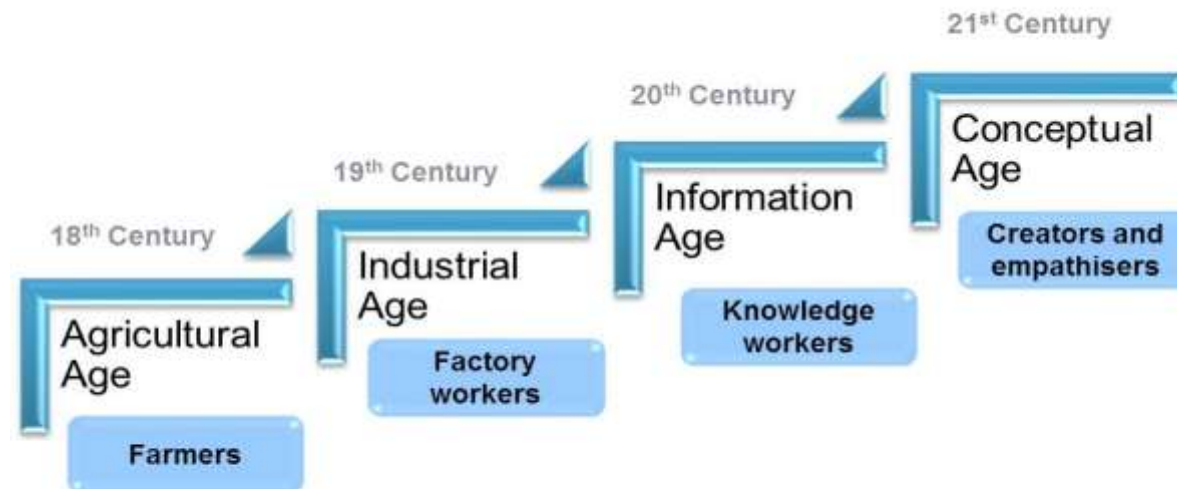 18th Century
Agricultural
Age
Farmers
19th Century
Industrial
Age
Factory
workers
20th Century
Information
Age
Knowledge
workers
21st Century
Conceptual
Age
Creators and
empathisers